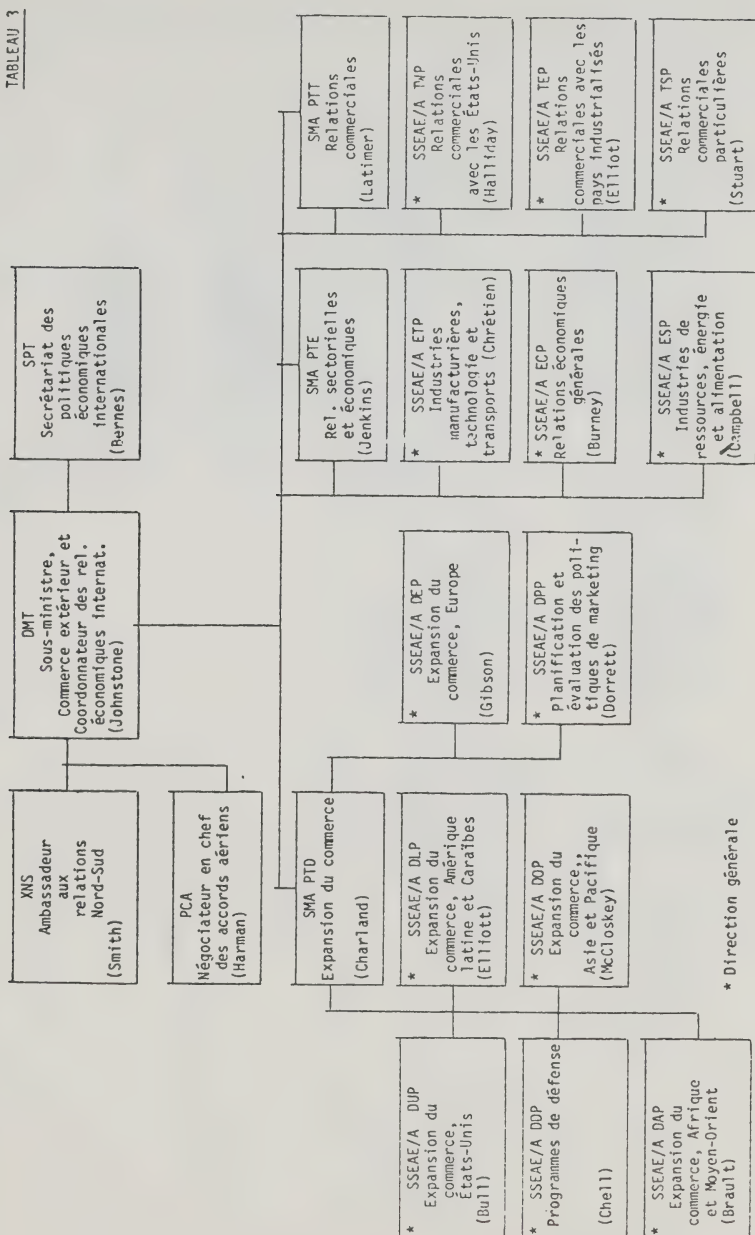 TABLEAU 3
XNS
Ambassadeur
aux
relations
Nord-Sud
(Smith)
DMT
Sous-ministre,
Commerce extérieur et
Coordonnateur des rel.
économiques internat.
(Johnstone)
SPT
Secrétariat des
politiques
économiques
internationales
(Bernes)
PCA
Négociateur en chef
des accords aériens
(Harman)
SMA PTD
Expansion du commerce
(Charland)
SMA PTE
Rel. sectorielles
et économiques
(Jenkins)
SMA PTT
Relations
commerciales
(Latimer)
* SSEAE/A DUP
Expansion du
commerce,
États-Unis
(Bull)
* SSEAE/A DLP
Expansion du
commerce, Amérique
latine et Caraïbes
(Elliott)
* SSEAE/A DEP
Expansion du
commerce, Europe
(Gibson)
* SSEAE/A ETP
Industries
manufacturières,
technologie et
transports (Chrétien)
* SSEAE/A TWP
Relations
commerciales
avec les États-Unis
(Halliday)
* SSEAE/A DDP
Programmes de défense
(Chell)
* SSEAE/A DOP
Expansion du
commerce,,
Asie et Pacifique
(McCloskey)
* SSEAE/A DPP
Planification et
évaluation des poli-
tiques de marketing
(Dorrett)
* SSEAE/A ECP
Relations économiques
générales
(Burney)
* SSEAE/A TEP
Relations
commerciales avec les
pays industrialisés
(Elliot)
* SSEAE/A DAP
Expansion du
commerce, Afrique
et Moyen-Orient
(Brault)
* SSEAE/A ESP
Industries de
ressources, énergie
et alimentation
(Campbell)
* SSEAE/A TSP
Relations
commerciales
particulières
(Stuart)
* Direction générale